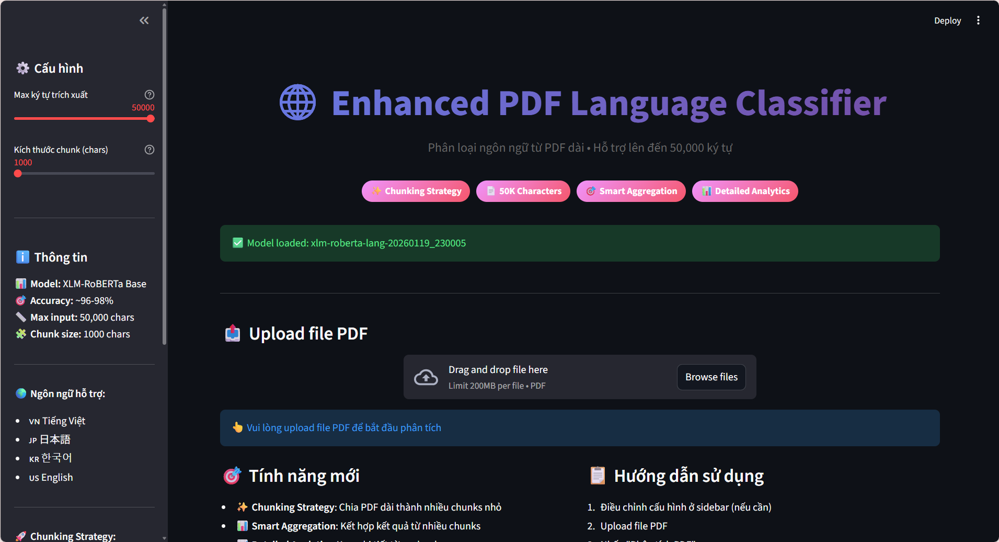 Deploy
Cấu hình
Max ký tự trích xuất
50000
Kích thước chunk (chars)
1000
Thông tin
Model: XLM-RoBERTa Base
Accuracy: ~96-98%
Max input: 50,000 chars
Chunk size: 1000 chars
Ngôn ngữ hỗ trợ:
VN Tiếng Việt
JP 日本語
KR 한국어
US English
Chunking Strategy:
Enhanced PDF Language Classifier
Phân loại ngôn ngữ từ PDF dài • Hỗ trợ lên đến 50,000 ký tự
Chunking Strategy
50K Characters
Smart Aggregation
Detailed Analytics
Model loaded: xlm-roberta-lang-20260119_230005
Upload file PDF
Drag and drop file here
Limit 200MB per file • PDF
Browse files
Vui lòng upload file PDF để bắt đầu phân tích
Tính năng mới
Chunking Strategy: Chia PDF dài thành nhiều chunks nhỏ
Smart Aggregation: Kết hợp kết quả từ nhiều chunks
Hướng dẫn sử dụng
1. Điều chỉnh cấu hình ở sidebar (nếu cần)
2. Upload file PDF